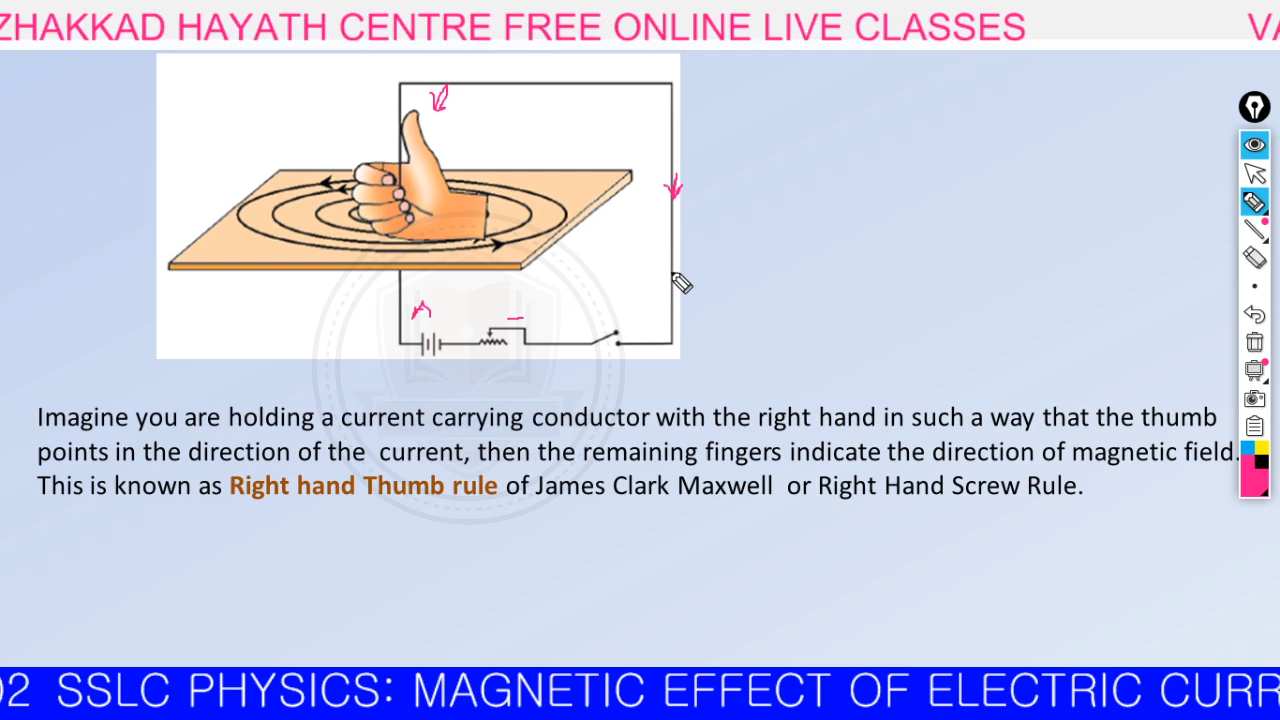 ZHAKKAD HAYATH CENTRE FREE ONLINE LIVE CLASSES VA
Imagine you are holding a current carrying conductor with the right hand in such a way that the thumb
points in the direction of the current, then the remaining fingers indicate the direction of magnetic field.
This is known as Right hand Thumb rule of James Clark Maxwell or Right Hand Screw Rule.
02 SSLC PHYSICS: MAGNETIC EFFECT OF ELECTRIC CURR